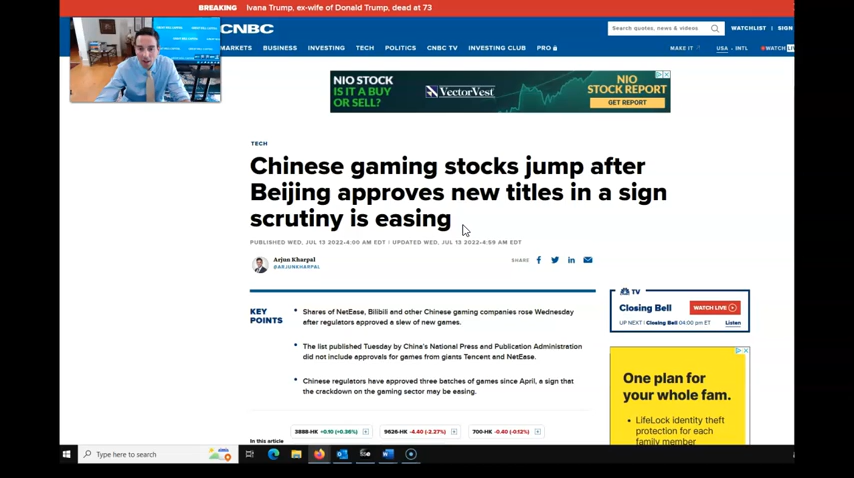 BREAKING Ivana Trump, ex-wife of Donald Trump, dead at 73
CNBC
Search quotes, news & videos
WATCHLIST | SIGN
MARKETS BUSINESS INVESTING TECH POLITICS CNBC TV INVESTING CLUB PRO
MAKE IT USA • INTL WATCH
NIO STOCK
IS IT A BUY
OR SELL?
VectorVest
NIO
STOCK REPORT
GET REPORT
TECH
Chinese gaming stocks jump after
Beijing approves new titles in a sign
scrutiny is easing
PUBLISHED WED, JUL 13 2022•4:00 AM EDT | UPDATED WED, JUL 13 2022•4:59 AM EDT
Arjun Kharpal
@ARJUNKHARPAL
SHARE
KEY
POINTS
• Shares of NetEase, Bilibili and other Chinese gaming companies rose Wednesday
after regulators approved a slew of new games.
• The list published Tuesday by China's National Press and Publication Administration
did not include approvals for games from giants Tencent and NetEase.
• Chinese regulators have approved three batches of games since April, a sign that
the crackdown on the gaming sector may be easing.
In this article
3888-HK +0.10 (+0.36%)
9626-HK -4.40 (-2.27%)
700-HK -0.40 (-0.12%)
TV
Closing Bell
WATCH LIVE
UP NEXT | Closing Bell 04:00 pm ET
Listen
One plan for
your whole fam.
• LifeLock identity theft
protection for each
family member
Type here to search